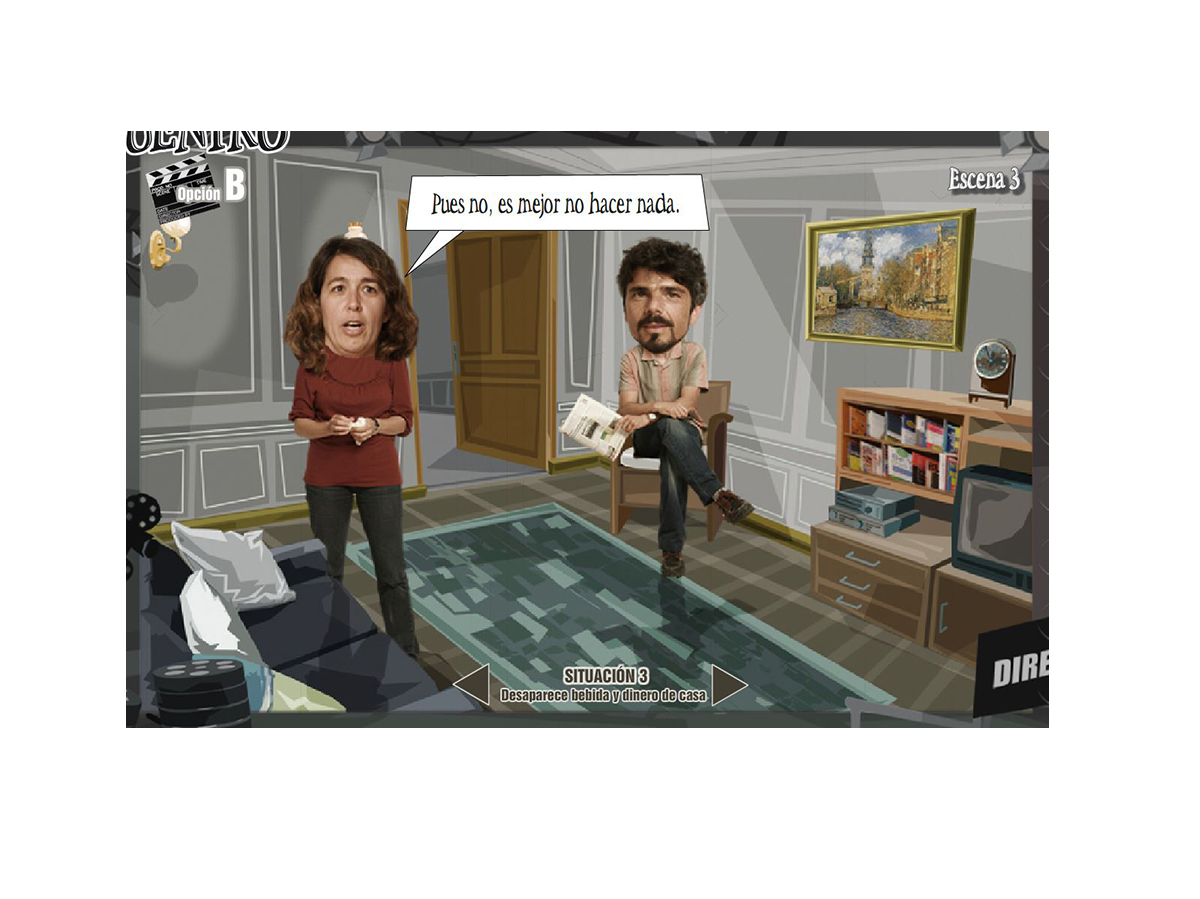 Opción B
Escena 3
Pues no, es mejor no hacer nada.
SITUACIÓN 3
Desaparece bebida y dinero de casa
DIRE